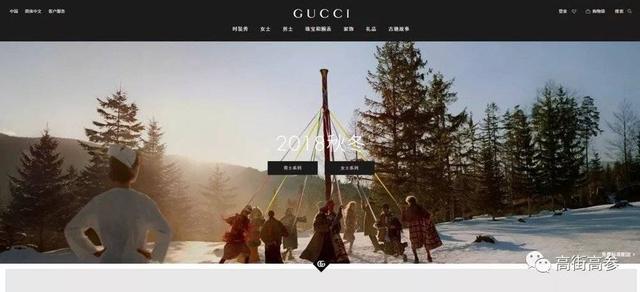 中国 简体中文 客户服务
GUCCI
登录 购物袋 搜索
时装秀 女士 男士 珠宝和腕表 家饰 礼品 古驰故事
2018秋冬
男士系列 女士系列
高街高参